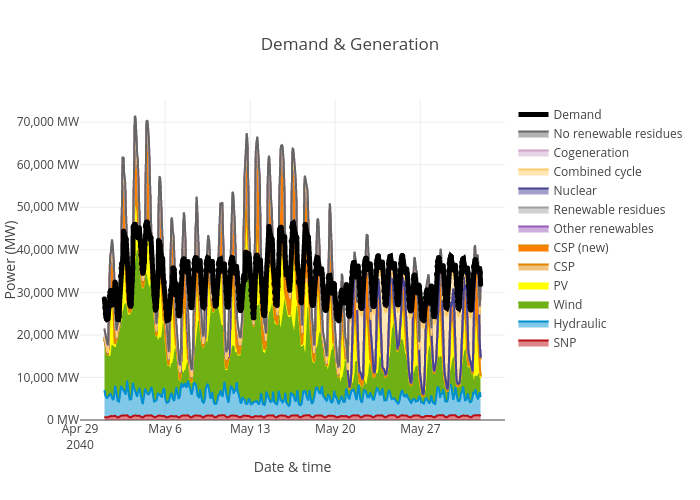 Demand & Generation
70,000 MW
60,000 MW
50,000 MW
40,000 MW
30,000 MW
20,000 MW
10,000 MW
0 MW
Power (MW)
Apr 29
2040
May 6
May 13
May 20
May 27
Date & time
Demand
No renewable residues
Cogeneration
Combined cycle
Nuclear
Renewable residues
Other renewables
CSP (new)
CSP
PV
Wind
Hydraulic
SNP